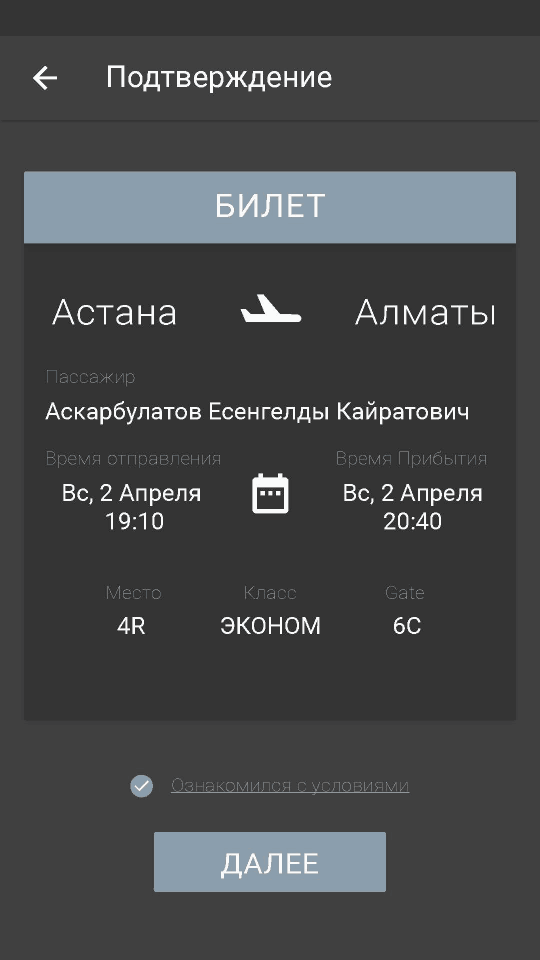 Подтверждение
БИЛЕТ
Астана Алматы
Пассажир
Аскарбулатов Есенгелды Кайратович
Время отправления Время Прибытия
Вс, 2 Апреля Вс, 2 Апреля
19:10 20:40
Место Класс Gate
4R ЭКОНОМ 6C
Ознакомился с условиями
ДАЛЕЕ